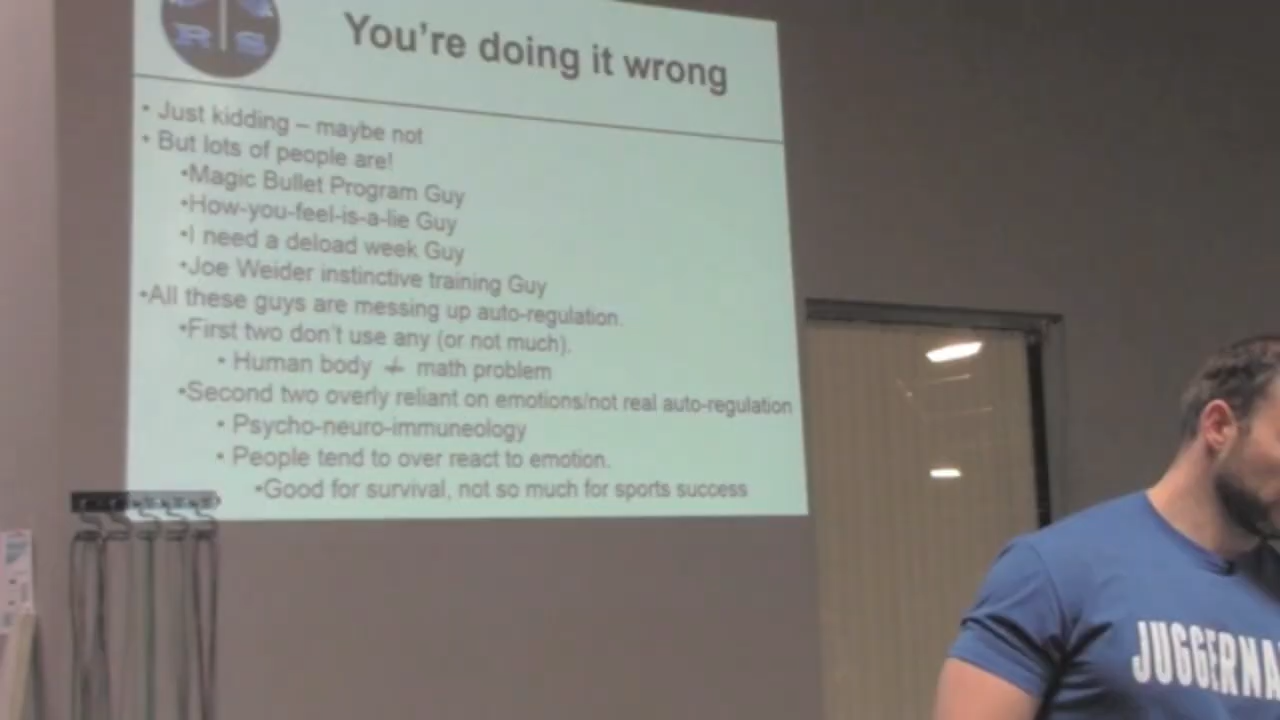 R S
You're doing it wrong
• Just kidding – maybe not
• But lots of people are!
•Magic Bullet Program Guy
•How-you-feel-is-a-lie Guy
•I need a deload week Guy
•Joe Weider instinctive training Guy
•All these guys are messing up auto-regulation.
•First two don't use any (or not much).
• Human body ≠ math problem
•Second two overly reliant on emotions/not real auto-regulation
• Psycho-neuro-immuneology
• People tend to over react to emotion.
•Good for survival, not so much for sports success
JUGGERNA